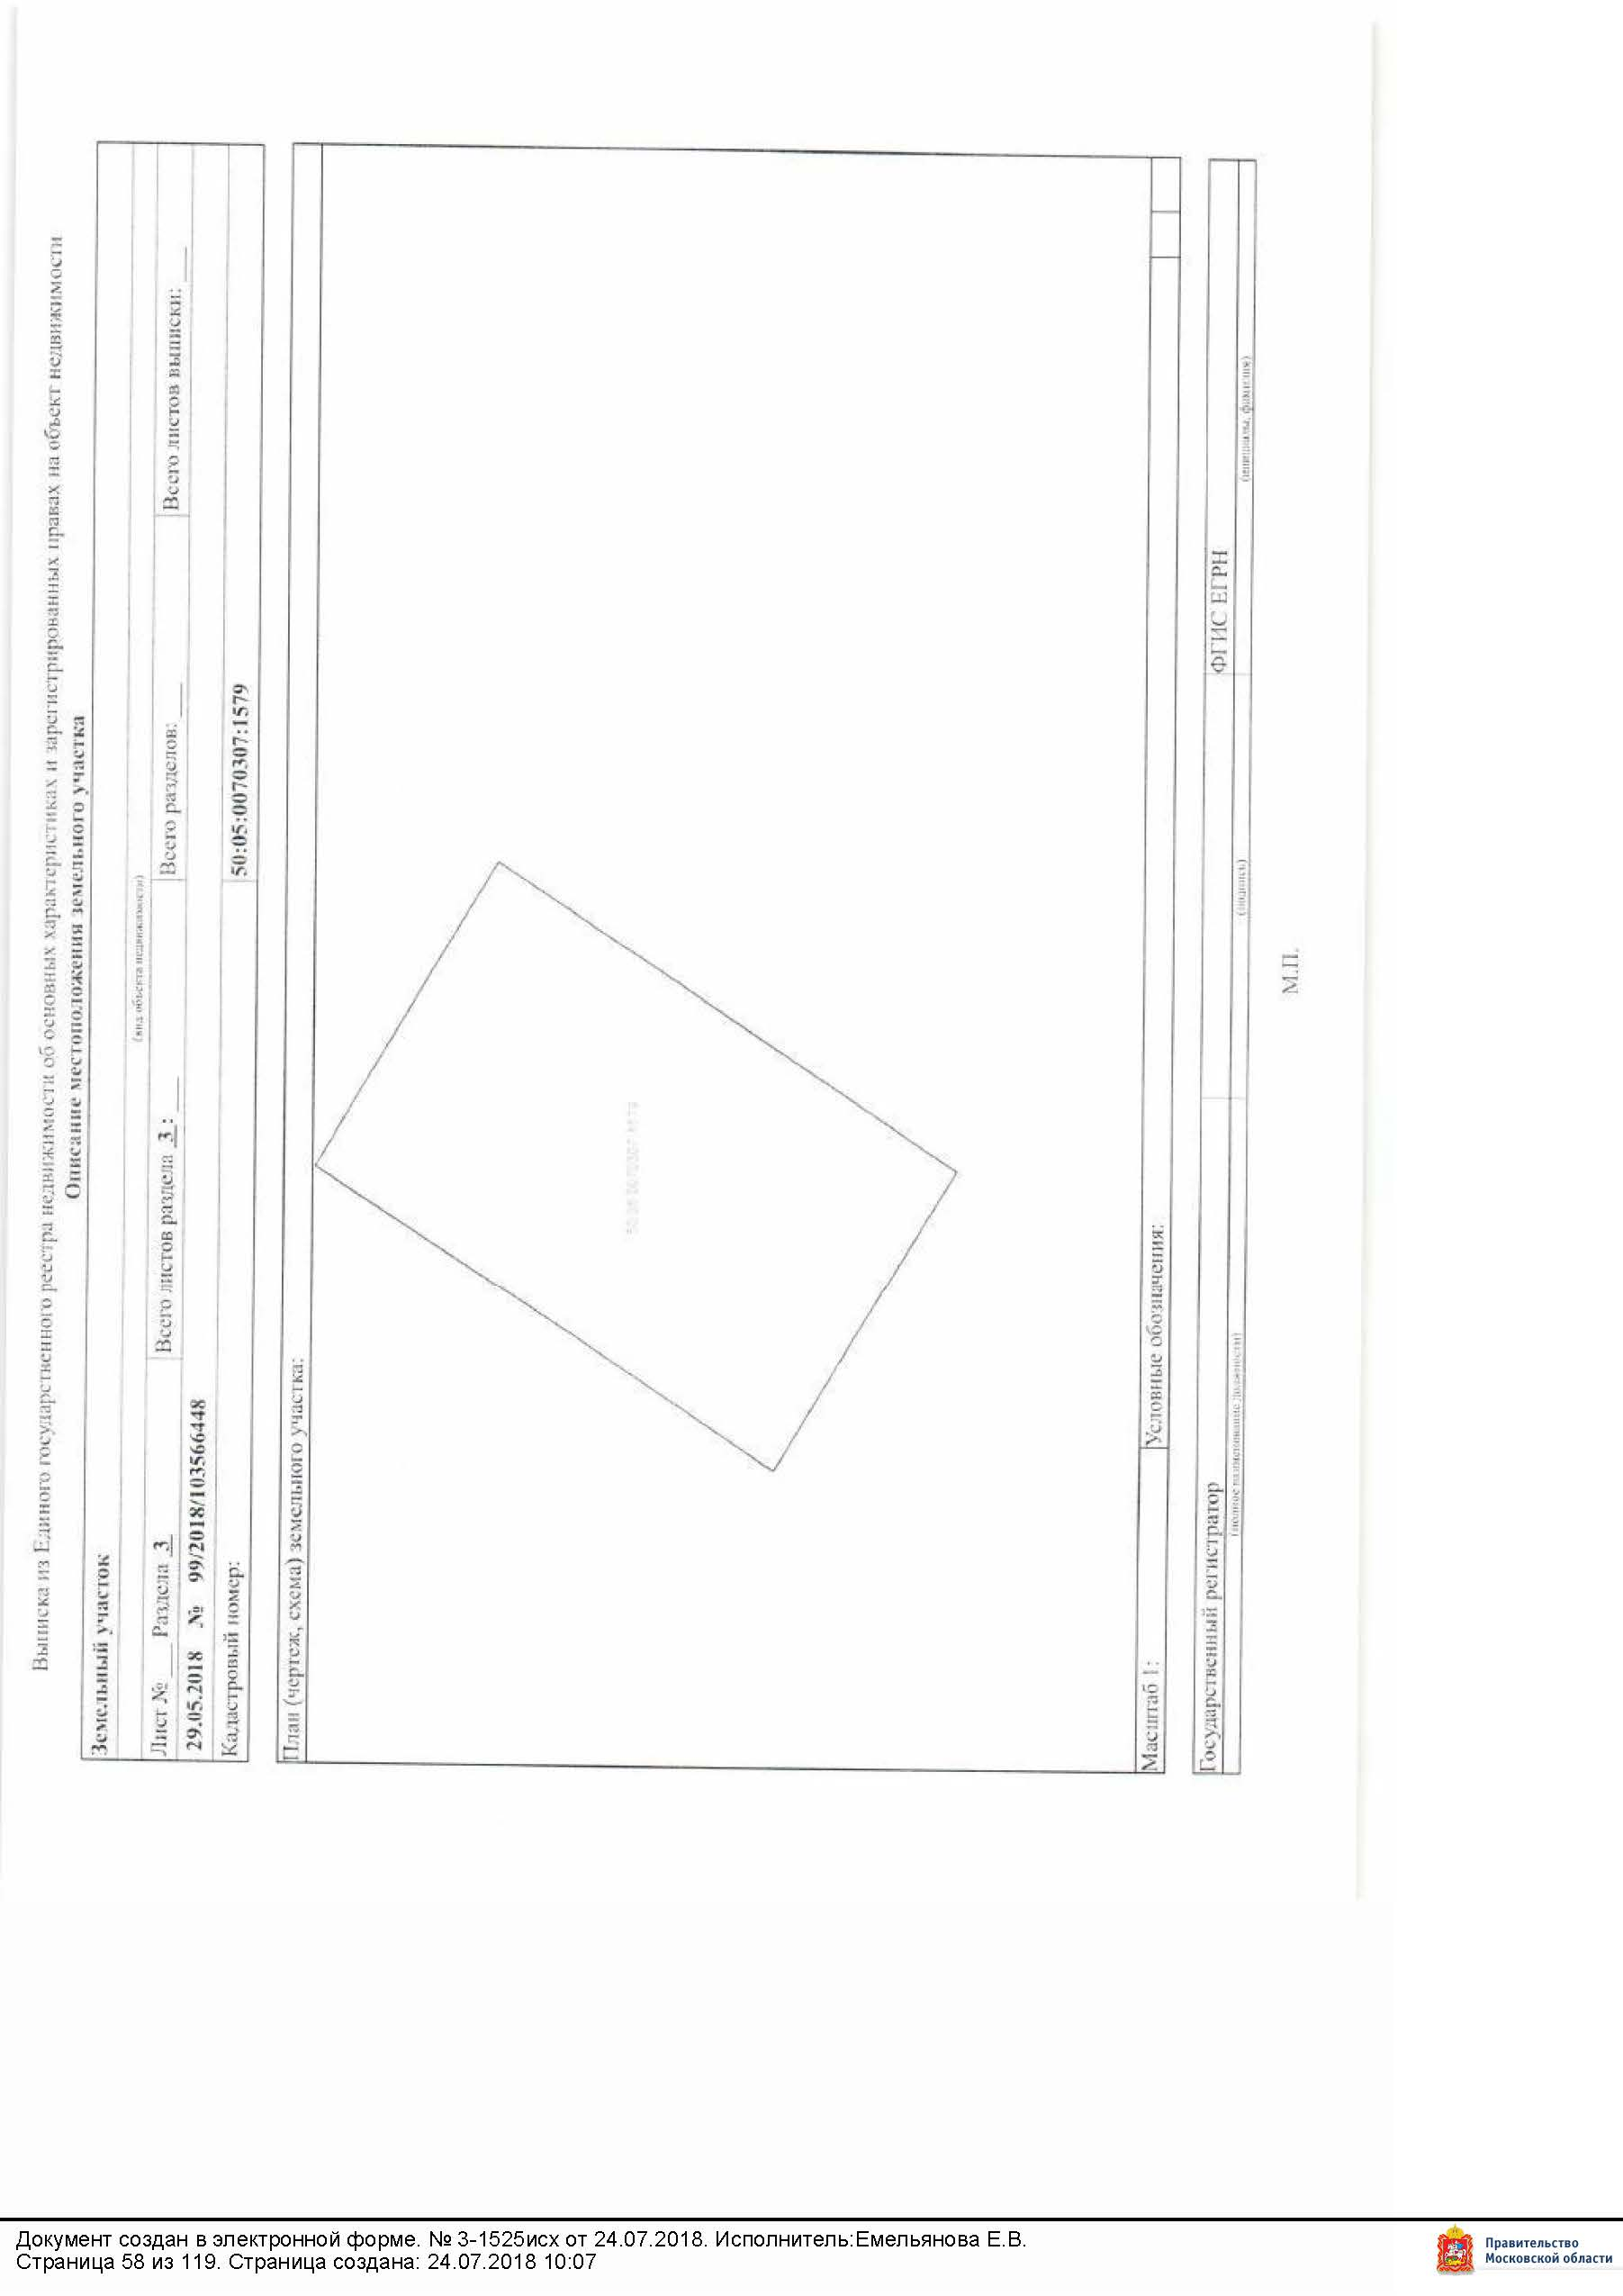 Выписка из Единого государственного реестра недвижимости об основных характеристиках и зарегистрированных правах на объект недвижимости
Описание местоположения земельного участка
Земельный участок
(вид объекта недвижимости)
Лист № ___ Раздела 3 Всего листов раздела 3 : ___ Всего разделов: ___ Всего листов выписки: ___
29.05.2018 № 99/2018/103566448
Кадастровый номер: 50:05:0070307:1579
План (чертеж, схема) земельного участка:
50:05:0070307:1579
Масштаб 1: Условные обозначения:
Государственный регистратор ФГИС ЕГРН
(полное наименование должности) (подпись) (инициалы, фамилия)
М.П.
Документ создан в электронной форме. № 3-1525исх от 24.07.2018. Исполнитель:Емельянова Е.В.
Страница 58 из 119. Страница создана: 24.07.2018 10:07
Правительство
Московской области